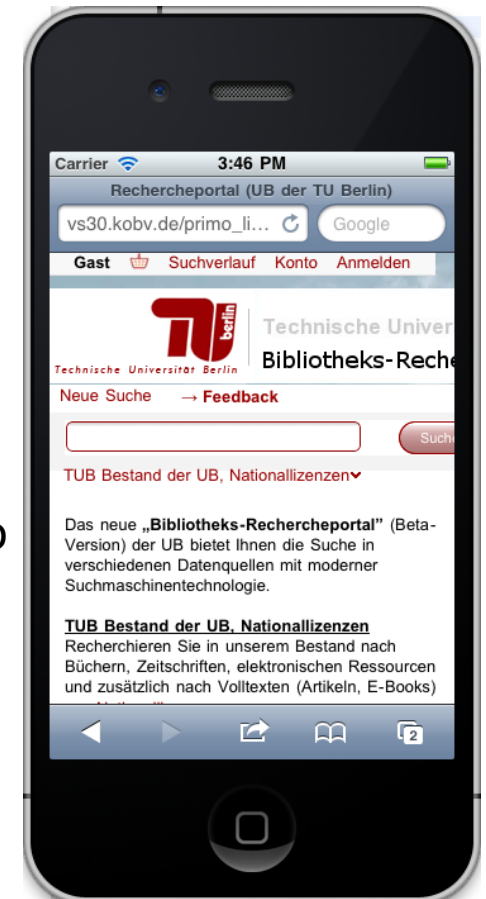 Carrier 3:46 PM
Rechercheportal (UB der TU Berlin)
vs30.kobv.de/primo_li... Google
Gast Suchverlauf Konto Anmelden
berlin
Technische Univer
Technische Universität Berlin
Bibliotheks-Reche
Neue Suche → Feedback
Suche
TUB Bestand der UB, Nationallizenzen
Das neue „Bibliotheks-Rechercheportal" (Beta-
Version) der UB bietet Ihnen die Suche in
verschiedenen Datenquellen mit moderner
Suchmaschinentechnologie.
TUB Bestand der UB, Nationallizenzen
Recherchieren Sie in unserem Bestand nach
Büchern, Zeitschriften, elektronischen Ressourcen
und zusätzlich nach Volltexten (Artikeln, E-Books)
2